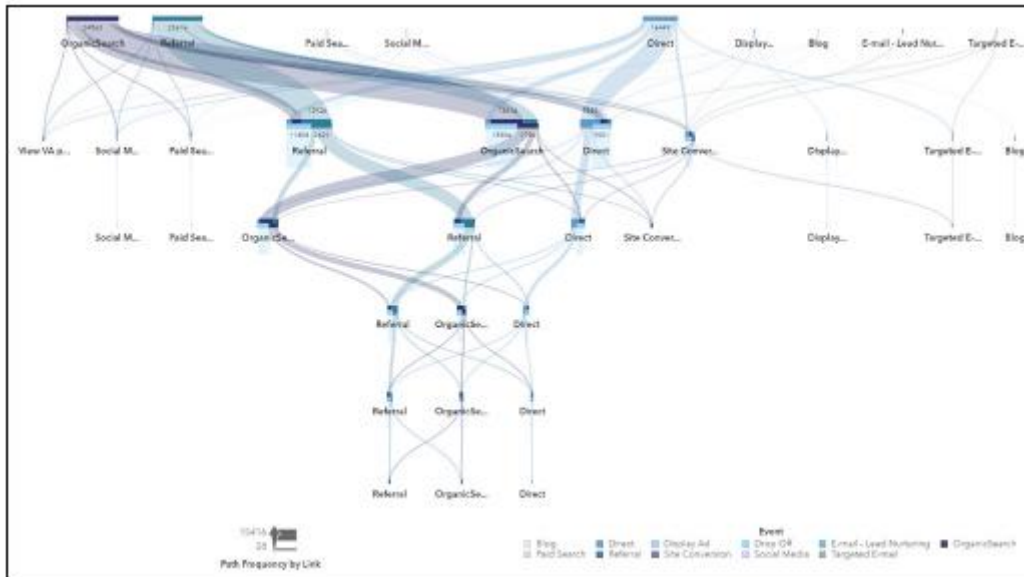 OrganicSearch Referral Paid Sea... Social M... Direct Display... Blog E-mail - Lead Nur... Targeted E...
View VA p... Social M... Paid Sea... Referral OrganicSearch Direct Site Conver... Display... Targeted E-... Blog
Social M... Paid Sea... OrganicSe... Referral Direct Site Conver... Display... Targeted E-... Blog
Referral OrganicSe... Direct
Referral OrganicSe... Direct
Referral OrganicSe... Direct
Path Frequency by Link
Event
Blog Direct Display Ad Drop Off E-mail - Lead Nurturing OrganicSearch
Paid Search Referral Site Conversion Social Media Targeted E-mail